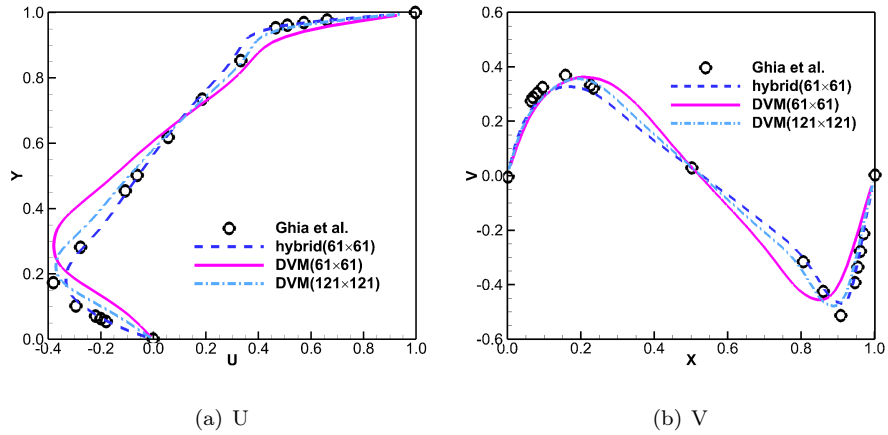 1.0
0.8
0.6
0.4
0.2
0.0
Y
-0.4 -0.2 0.0 0.2 0.4 0.6 0.8 1.0
U
Ghia et al.
hybrid(61×61)
DVM(61×61)
DVM(121×121)
(a) U
0.6
0.4
0.2
0.0
-0.2
-0.4
-0.6
V
0.0 0.2 0.4 0.6 0.8 1.0
X
Ghia et al.
hybrid(61×61)
DVM(61×61)
DVM(121×121)
(b) V